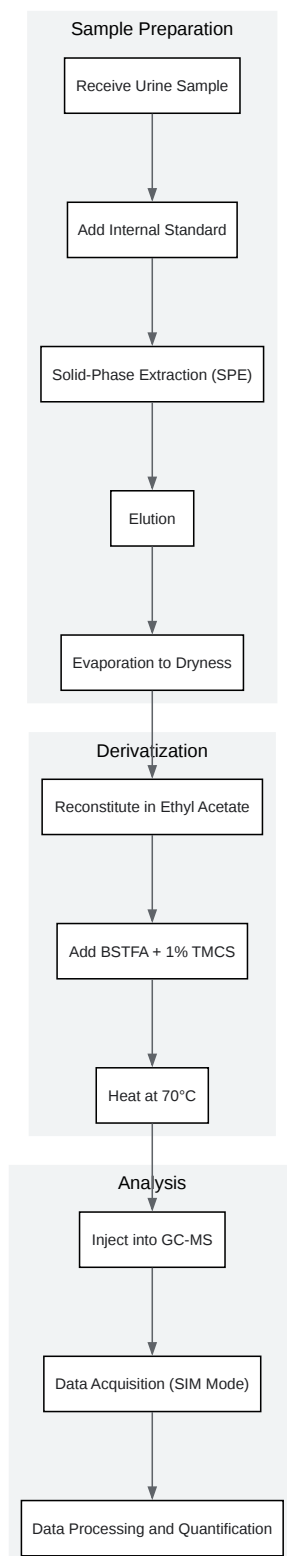 Sample Preparation
Receive Urine Sample
Add Internal Standard
Solid-Phase Extraction (SPE)
Elution
Evaporation to Dryness
Derivatization
Reconstitute in Ethyl Acetate
Add BSTFA + 1% TMCS
Heat at 70°C
Analysis
Inject into GC-MS
Data Acquisition (SIM Mode)
Data Processing and Quantification